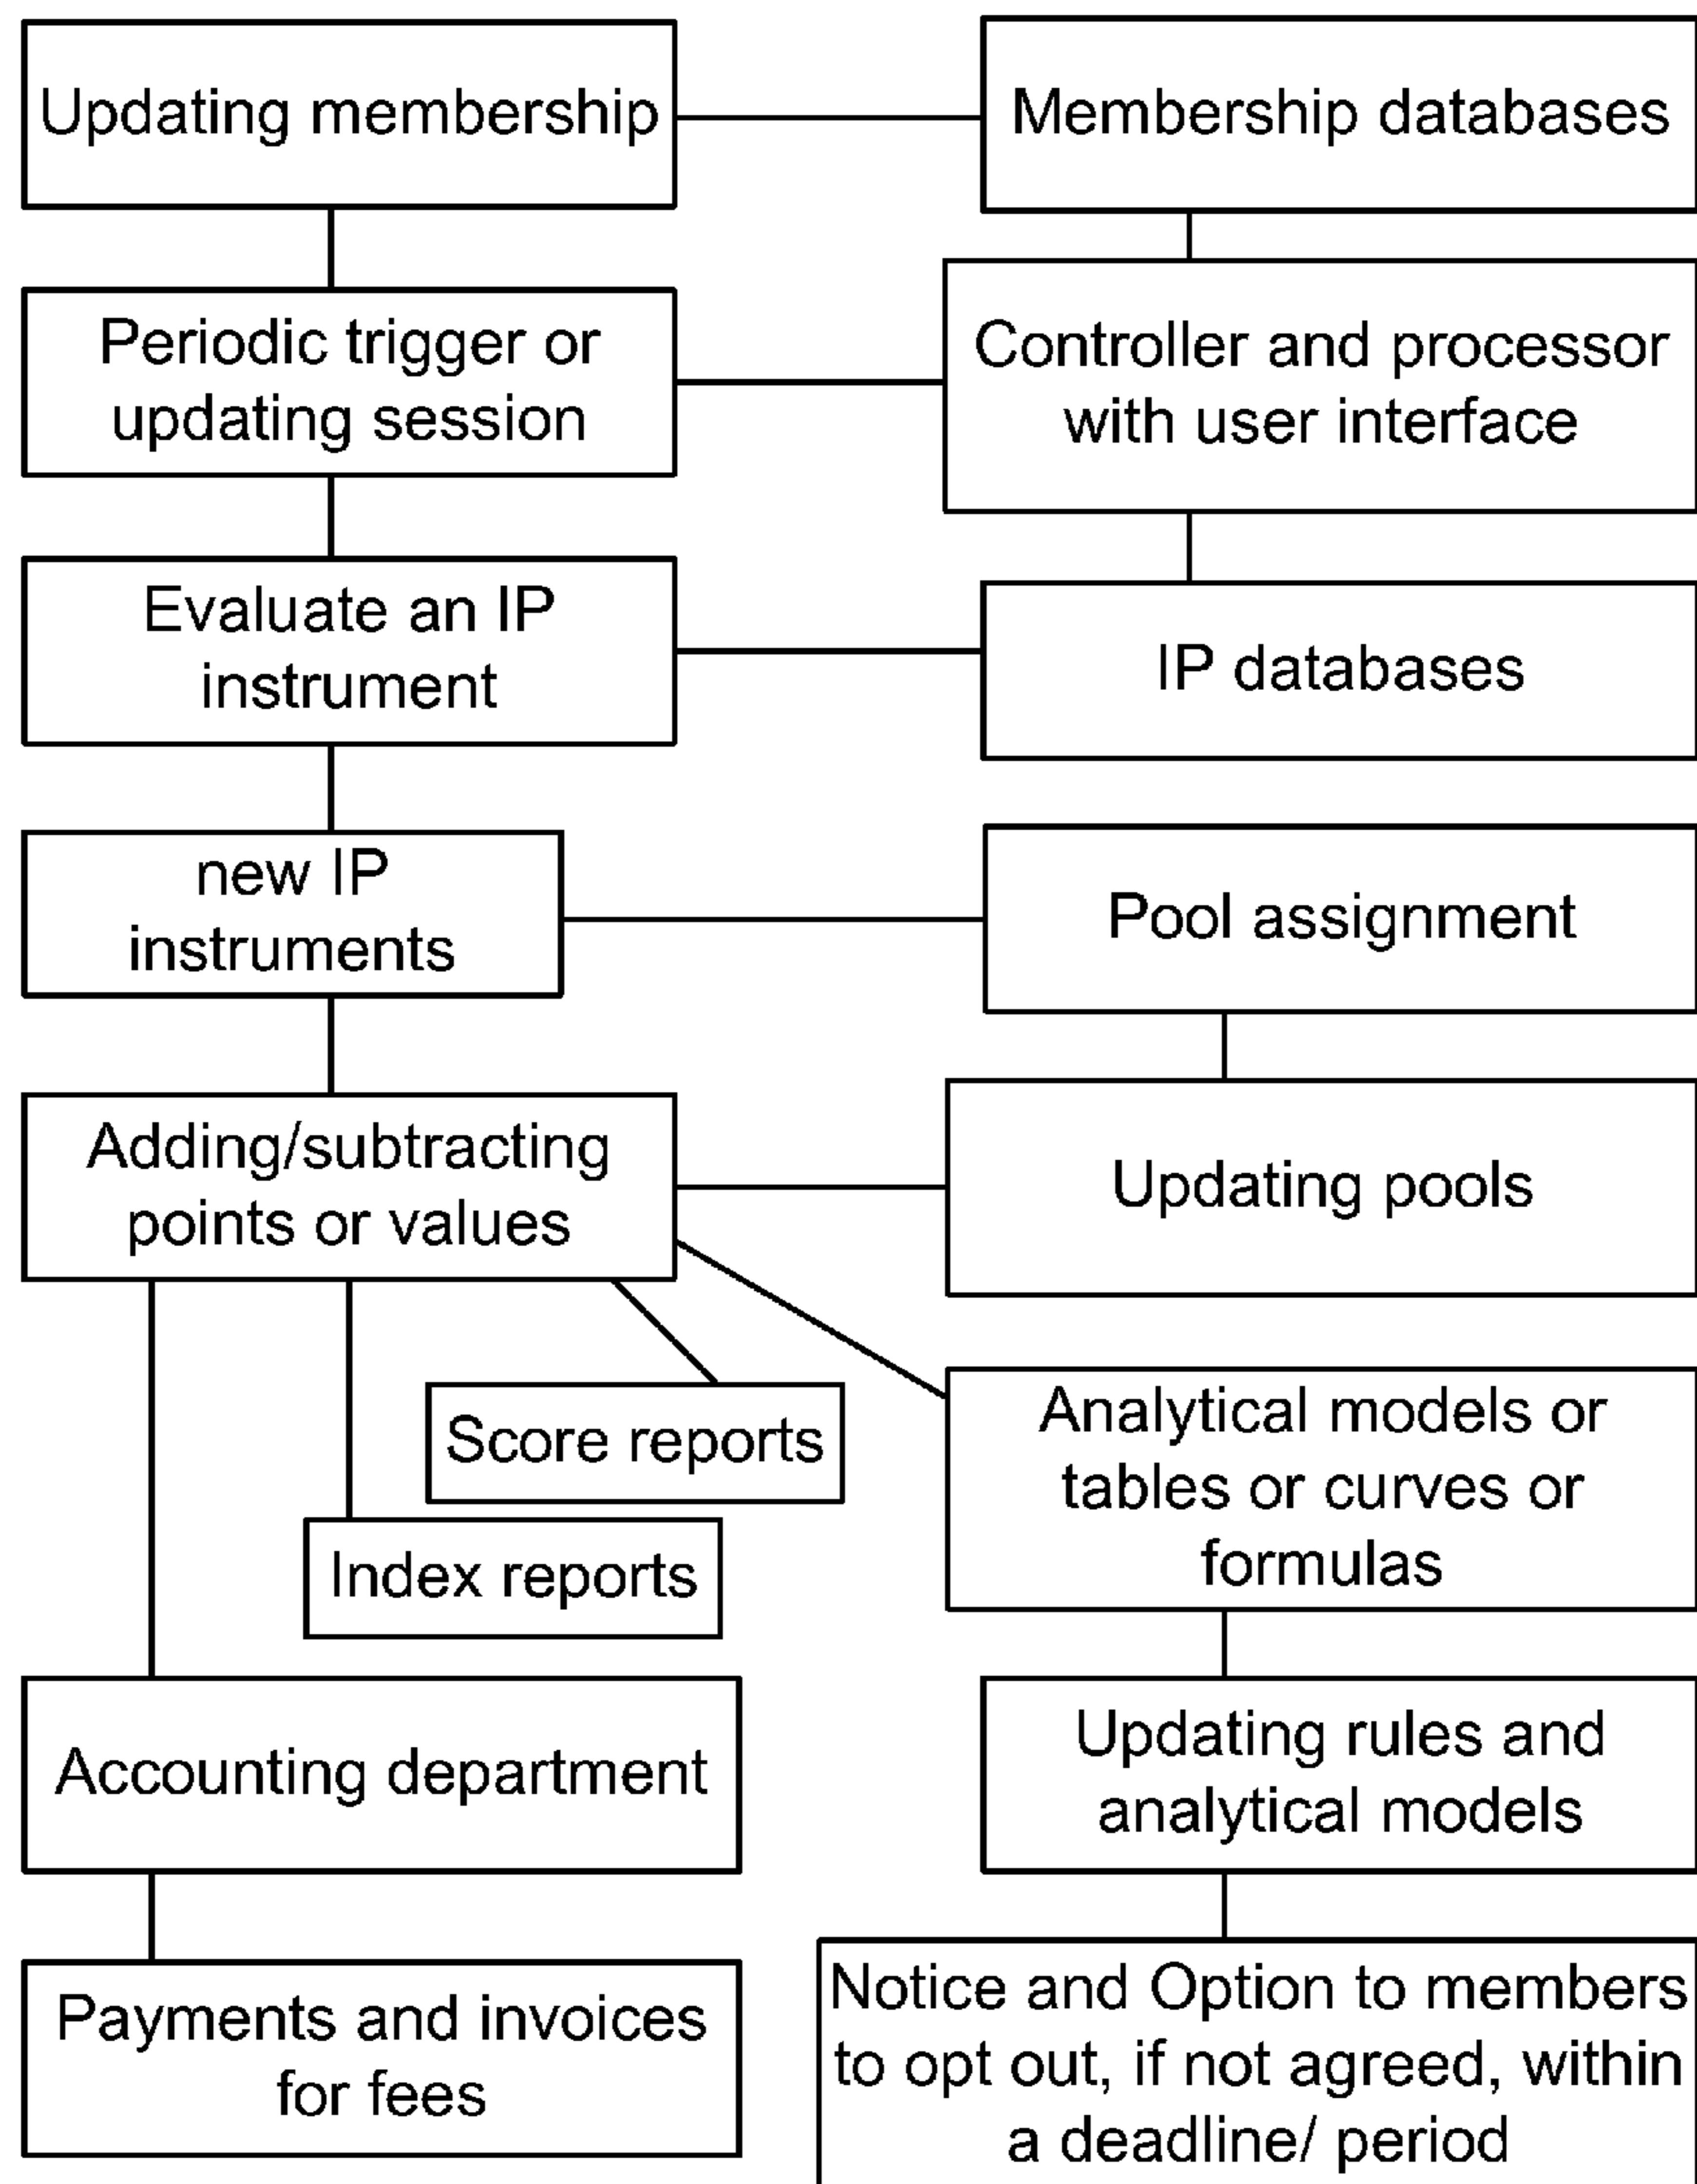 Updating membership
Membership databases
Periodic trigger or
updating session
Controller and processor
with user interface
Evaluate an IP
instrument
IP databases
new IP
instruments
Pool assignment
Adding/subtracting
points or values
Updating pools
Score reports
Analytical models or
tables or curves or
formulas
Index reports
Accounting department
Updating rules and
analytical models
Payments and invoices
for fees
Notice and Option to members
to opt out, if not agreed, within
a deadline/ period